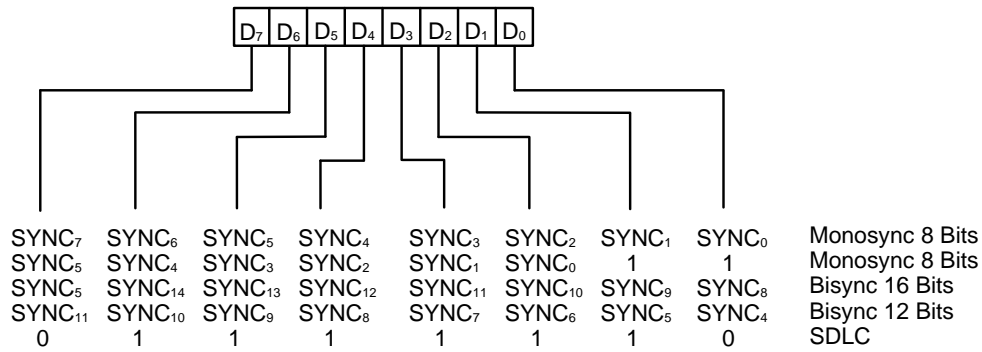 D₇ D₆ D₅ D₄ D₃ D₂ D₁ D₀
SYNC₇ SYNC₆ SYNC₅ SYNC₄ SYNC₃ SYNC₂ SYNC₁ SYNC₀ Monosync 8 Bits
SYNC₅ SYNC₄ SYNC₃ SYNC₂ SYNC₁ SYNC₀ 1 1 Monosync 8 Bits
SYNC₅ SYNC₁₄ SYNC₁₃ SYNC₁₂ SYNC₁₁ SYNC₁₀ SYNC₉ SYNC₈ Bisync 16 Bits
SYNC₁₁ SYNC₁₀ SYNC₉ SYNC₈ SYNC₇ SYNC₆ SYNC₅ SYNC₄ Bisync 12 Bits
0 1 1 1 1 1 1 0 SDLC